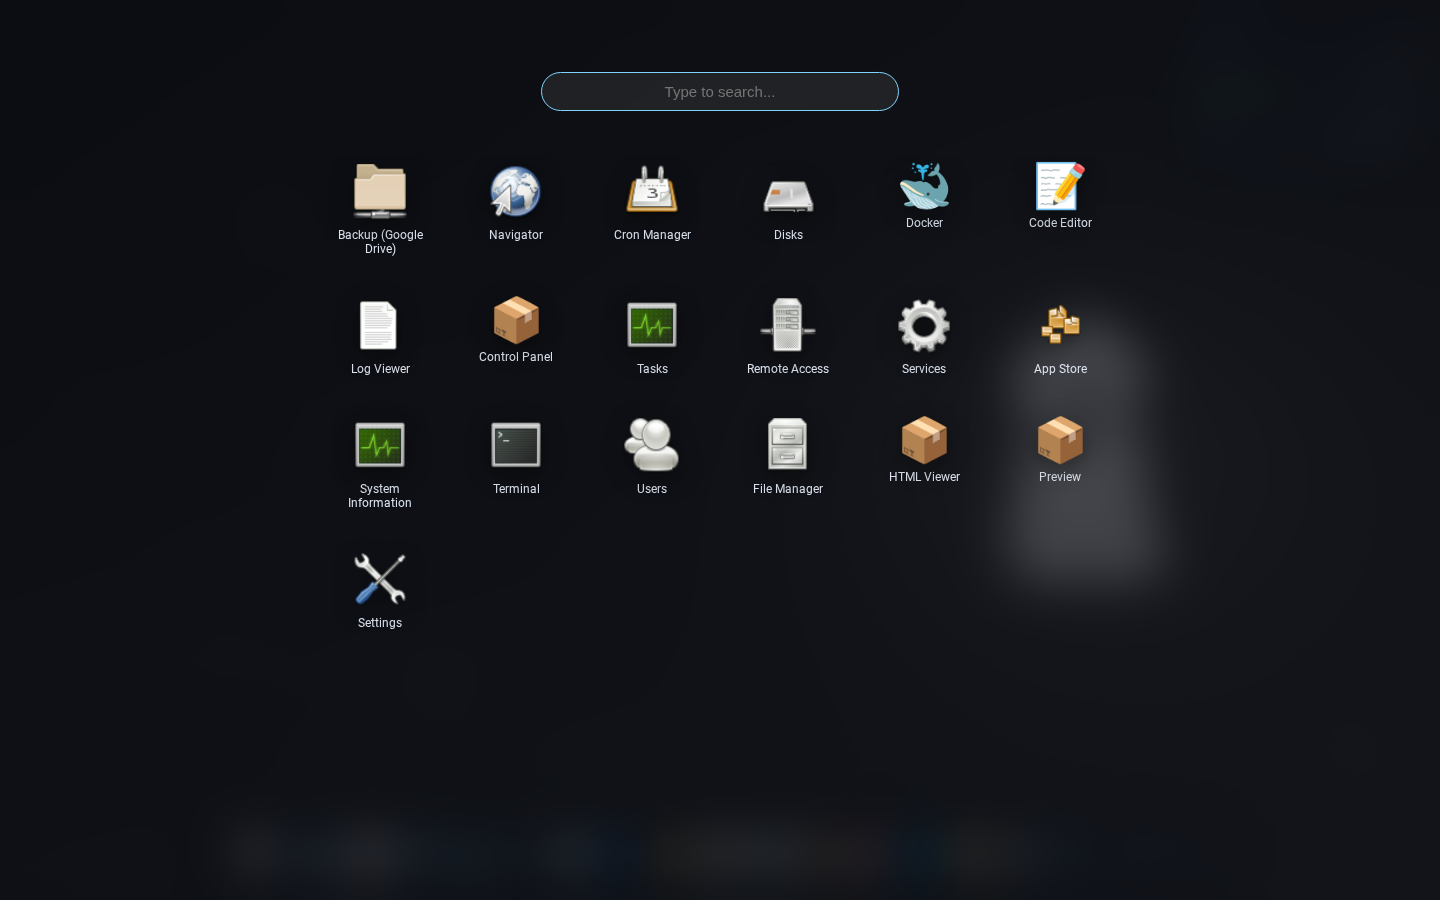 Type to search...
Backup (Google
Drive)
Navigator
Cron Manager
Disks
Docker
Code Editor
3
Log Viewer
Control Panel
Tasks
Remote Access
Services
App Store
System
Information
Terminal
Users
File Manager
HTML Viewer
Preview
Settings